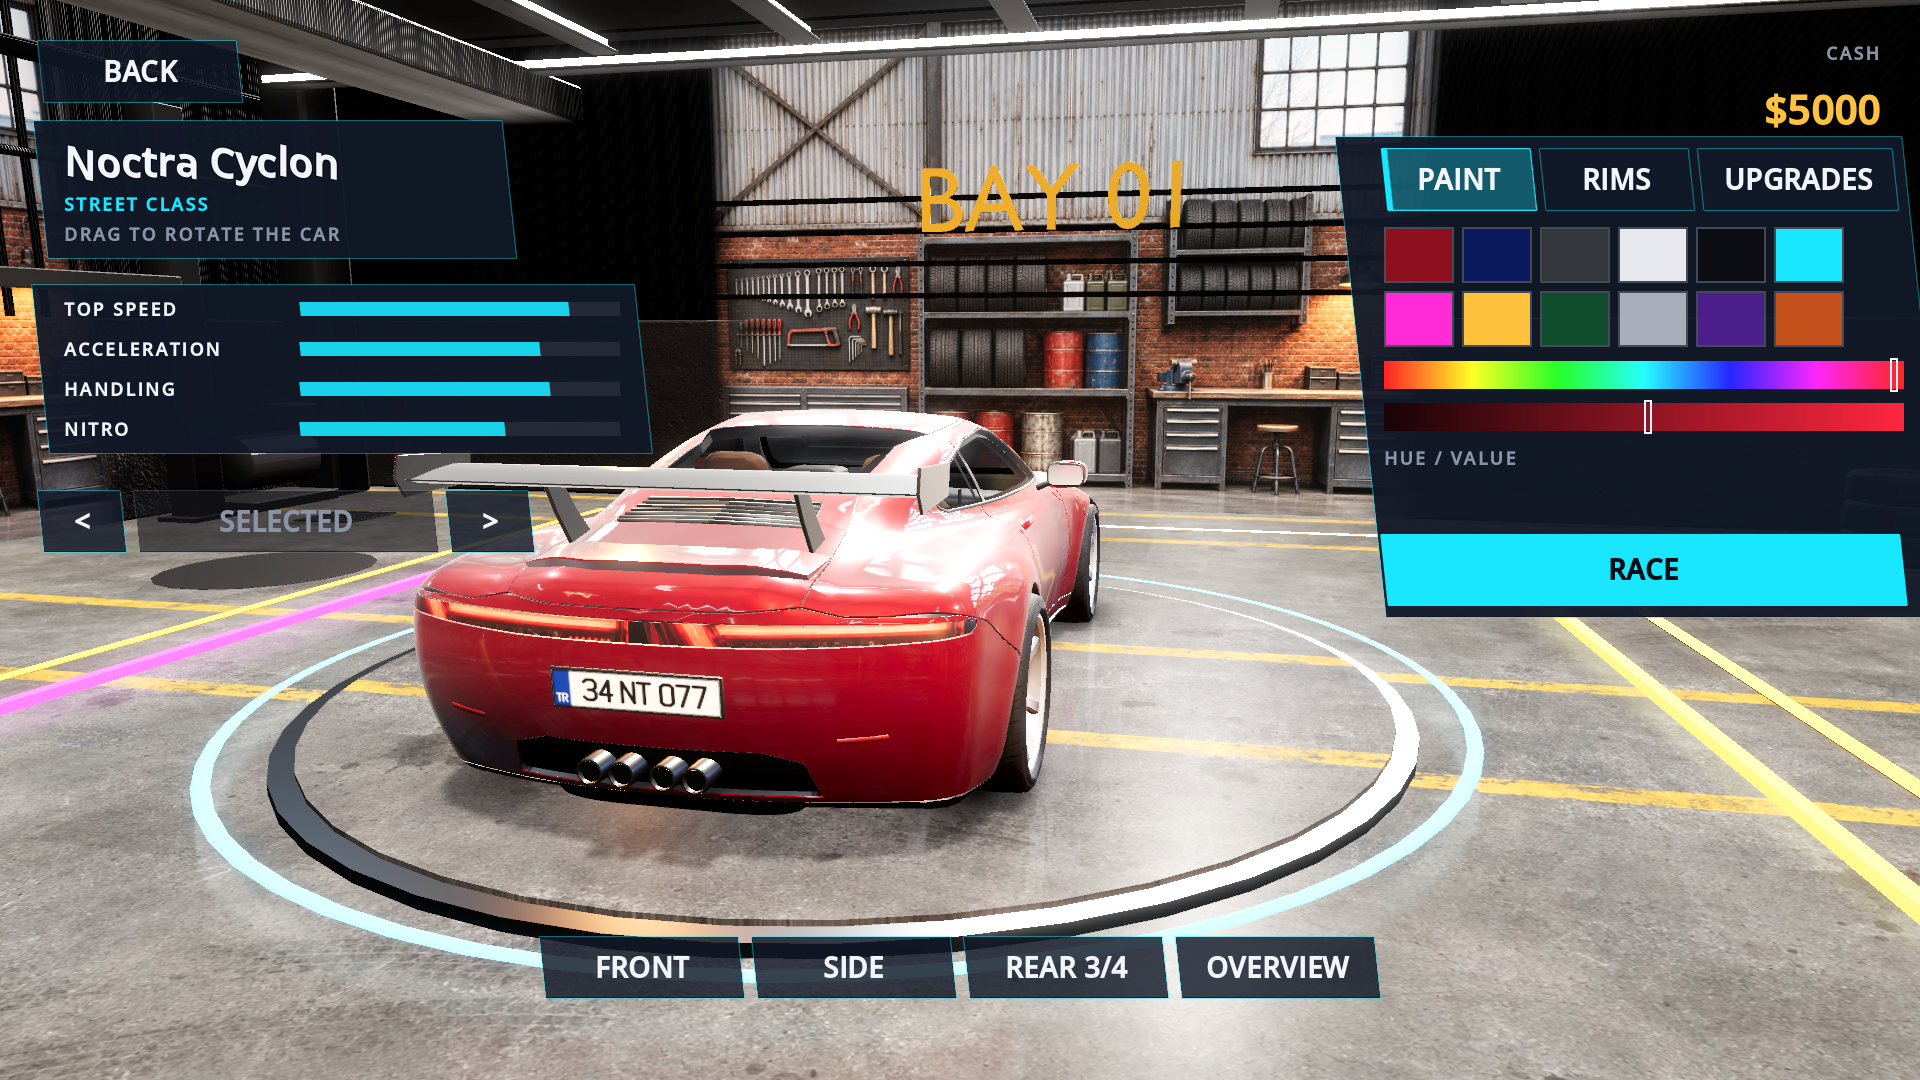 BACK
CASH
$5000
Noctra Cyclon
STREET CLASS
DRAG TO ROTATE THE CAR
BAY 01
PAINT
RIMS
UPGRADES
TOP SPEED
ACCELERATION
HANDLING
NITRO
HUE / VALUE
<
SELECTED
>
RACE
TR 34 NT 077
FRONT
SIDE
REAR 3/4
OVERVIEW